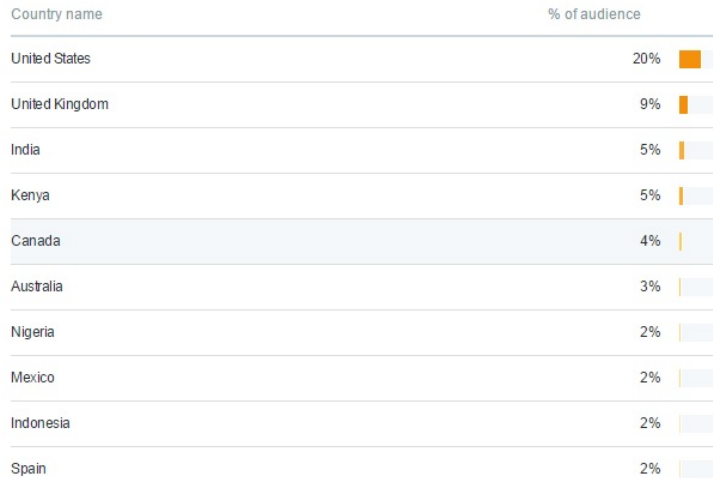 Country name % of audience
United States 20%
United Kingdom 9%
India 5%
Kenya 5%
Canada 4%
Australia 3%
Nigeria 2%
Mexico 2%
Indonesia 2%
Spain 2%